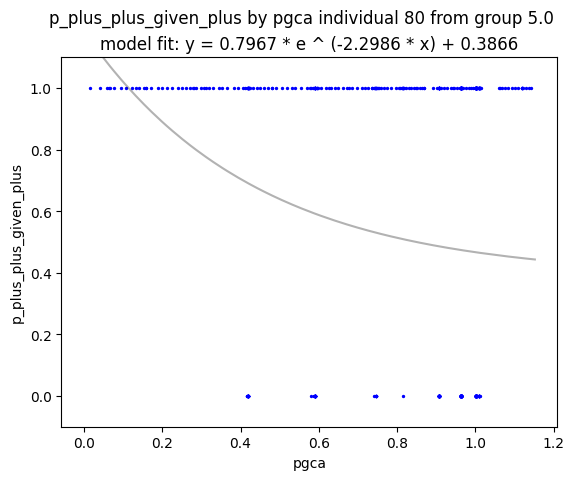 p_plus_plus_given_plus by pgca individual 80 from group 5.0
model fit: y = 0.7967 * e ^ (-2.2986 * x) + 0.3866
1.0
0.8
0.6
0.4
0.2
0.0
p_plus_plus_given_plus
0.0 0.2 0.4 0.6 0.8 1.0 1.2
pgca